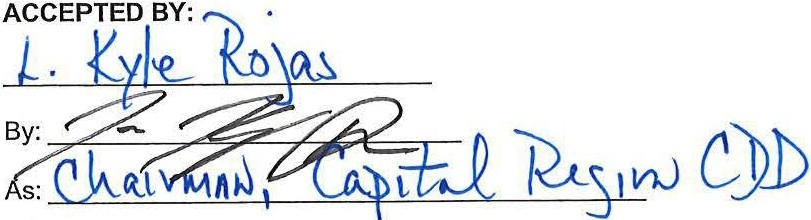 ACCEPTED BY:
L. Kyle Rojas
By:
As: Chairman, Capital Region CDD